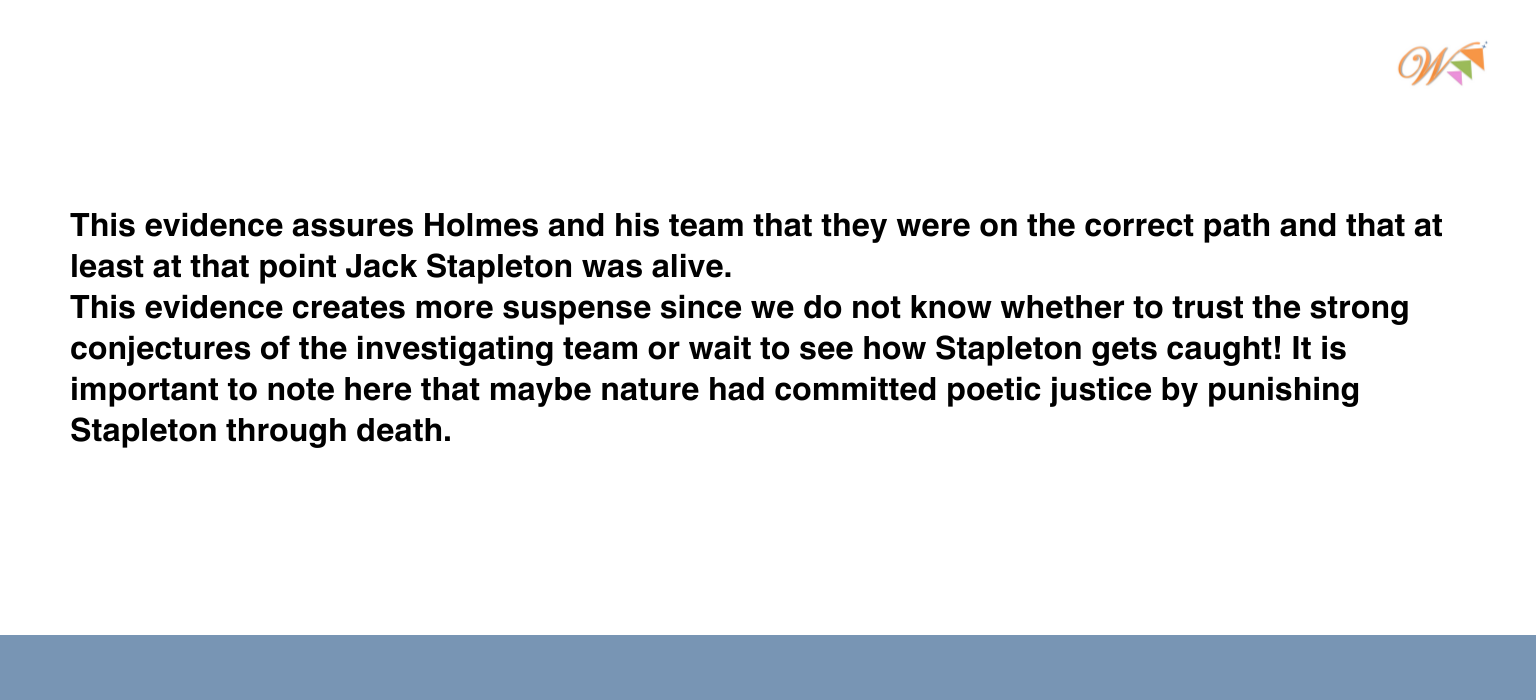 W
This evidence assures Holmes and his team that they were on the correct path and that at
least at that point Jack Stapleton was alive.
This evidence creates more suspense since we do not know whether to trust the strong
conjectures of the investigating team or wait to see how Stapleton gets caught! It is
important to note here that maybe nature had committed poetic justice by punishing
Stapleton through death.